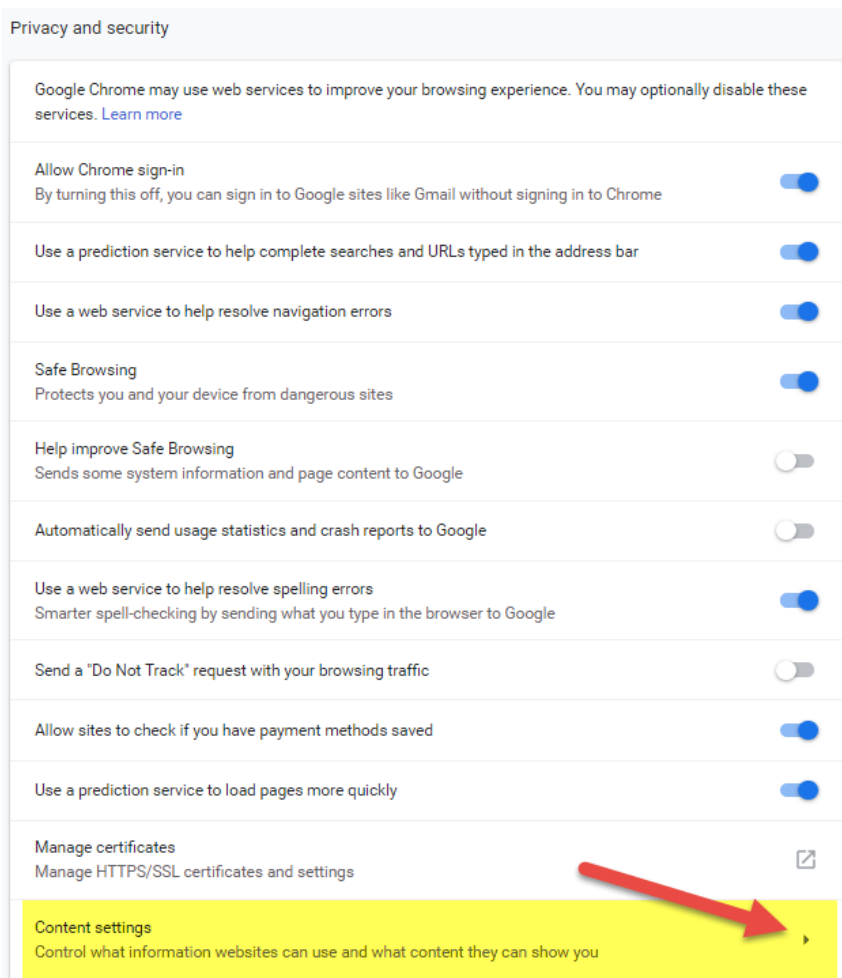 Privacy and security
Google Chrome may use web services to improve your browsing experience. You may optionally disable these
services. Learn more
Allow Chrome sign-in
By turning this off, you can sign in to Google sites like Gmail without signing in to Chrome
Use a prediction service to help complete searches and URLs typed in the address bar
Use a web service to help resolve navigation errors
Safe Browsing
Protects you and your device from dangerous sites
Help improve Safe Browsing
Sends some system information and page content to Google
Automatically send usage statistics and crash reports to Google
Use a web service to help resolve spelling errors
Smarter spell-checking by sending what you type in the browser to Google
Send a "Do Not Track" request with your browsing traffic
Allow sites to check if you have payment methods saved
Use a prediction service to load pages more quickly
Manage certificates
Manage HTTPS/SSL certificates and settings
Content settings
Control what information websites can use and what content they can show you